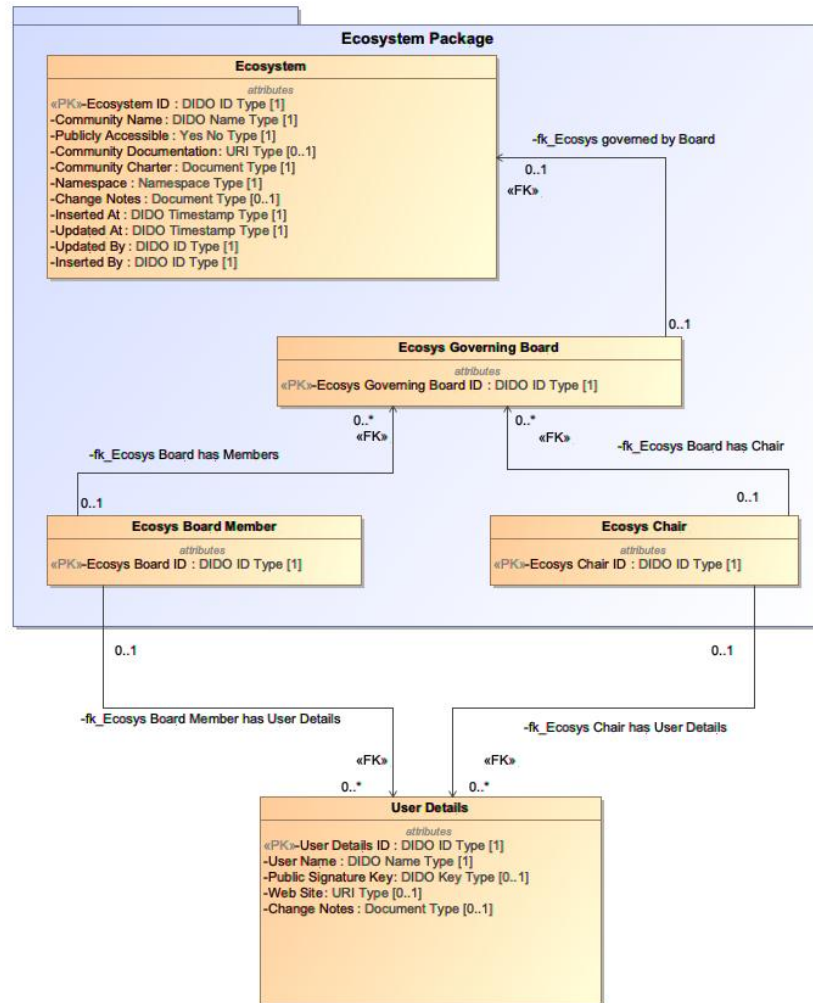 Ecosystem Package
Ecosystem
attributes
«PK»-Ecosystem ID : DIDO ID Type [1]
-Community Name : DIDO Name Type [1]
-Publicly Accessible : Yes No Type [1]
-Community Documentation: URI Type [0..1]
-Community Charter : Document Type [1]
-Namespace : Namespace Type [1]
-Change Notes : Document Type [0..1]
-Inserted At : DIDO Timestamp Type [1]
-Updated At : DIDO Timestamp Type [1]
-Updated By : DIDO ID Type [1]
-Inserted By : DIDO ID Type [1]
-fk_Ecosys governed by Board
0..1
«FK»
0..1
Ecosys Governing Board
attributes
«PK»-Ecosys Governing Board ID : DIDO ID Type [1]
0..*
«FK»
0..*
«FK»
-fk_Ecosys Board has Members
-fk_Ecosys Board has Chair
0..1
0..1
Ecosys Board Member
attributes
«PK»-Ecosys Board ID : DIDO ID Type [1]
Ecosys Chair
attributes
«PK»-Ecosys Chair ID : DIDO ID Type [1]
0..1
0..1
-fk_Ecosys Board Member has User Details
-fk_Ecosys Chair has User Details
«FK»
«FK»
0..*
0..*
User Details
attributes
«PK»-User Details ID : DIDO ID Type [1]
-User Name : DIDO Name Type [1]
-Public Signature Key: DIDO Key Type [0..1]
-Web Site: URI Type [0..1]
-Change Notes : Document Type [0..1]